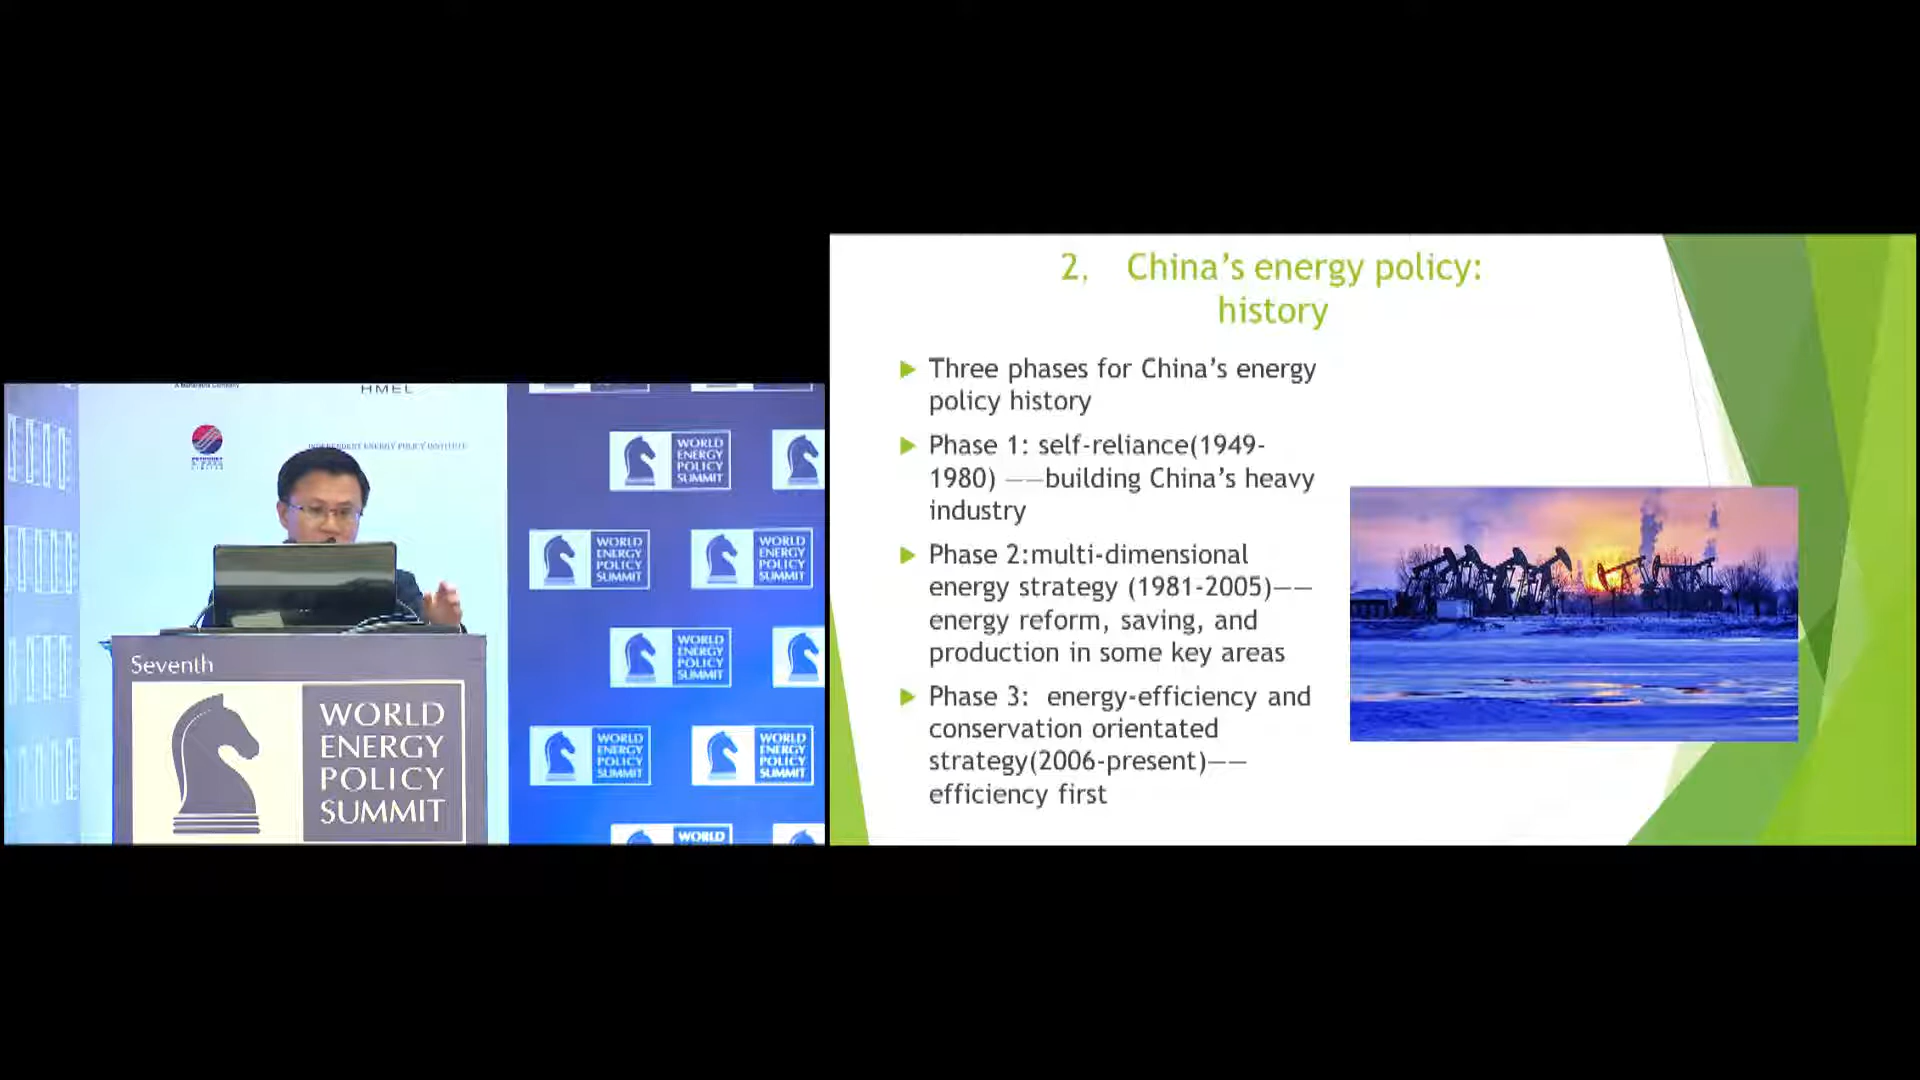 HMEL
INDEPENDENT ENERGY POLICY INSTITUTE
PETRONET
LIMITED
WORLD
ENERGY
POLICY
SUMMIT
WORLD
ENERGY
POLICY
SUMMIT
WORLD
ENERGY
POLICY
SUMMIT
WORLD
ENERGY
POLICY
SUMMIT
WORLD
ENERGY
POLICY
SUMMIT
WORLD
ENERGY
POLICY
SUMMIT
WORLD
Seventh
WORLD
ENERGY
POLICY
SUMMIT
2. China’s energy policy:
history
Three phases for China’s energy
policy history
Phase 1: self-reliance(1949-
1980) ——building China’s heavy
industry
Phase 2:multi-dimensional
energy strategy (1981-2005)——
energy reform, saving, and
production in some key areas
Phase 3: energy-efficiency and
conservation orientated
strategy(2006-present)——
efficiency first